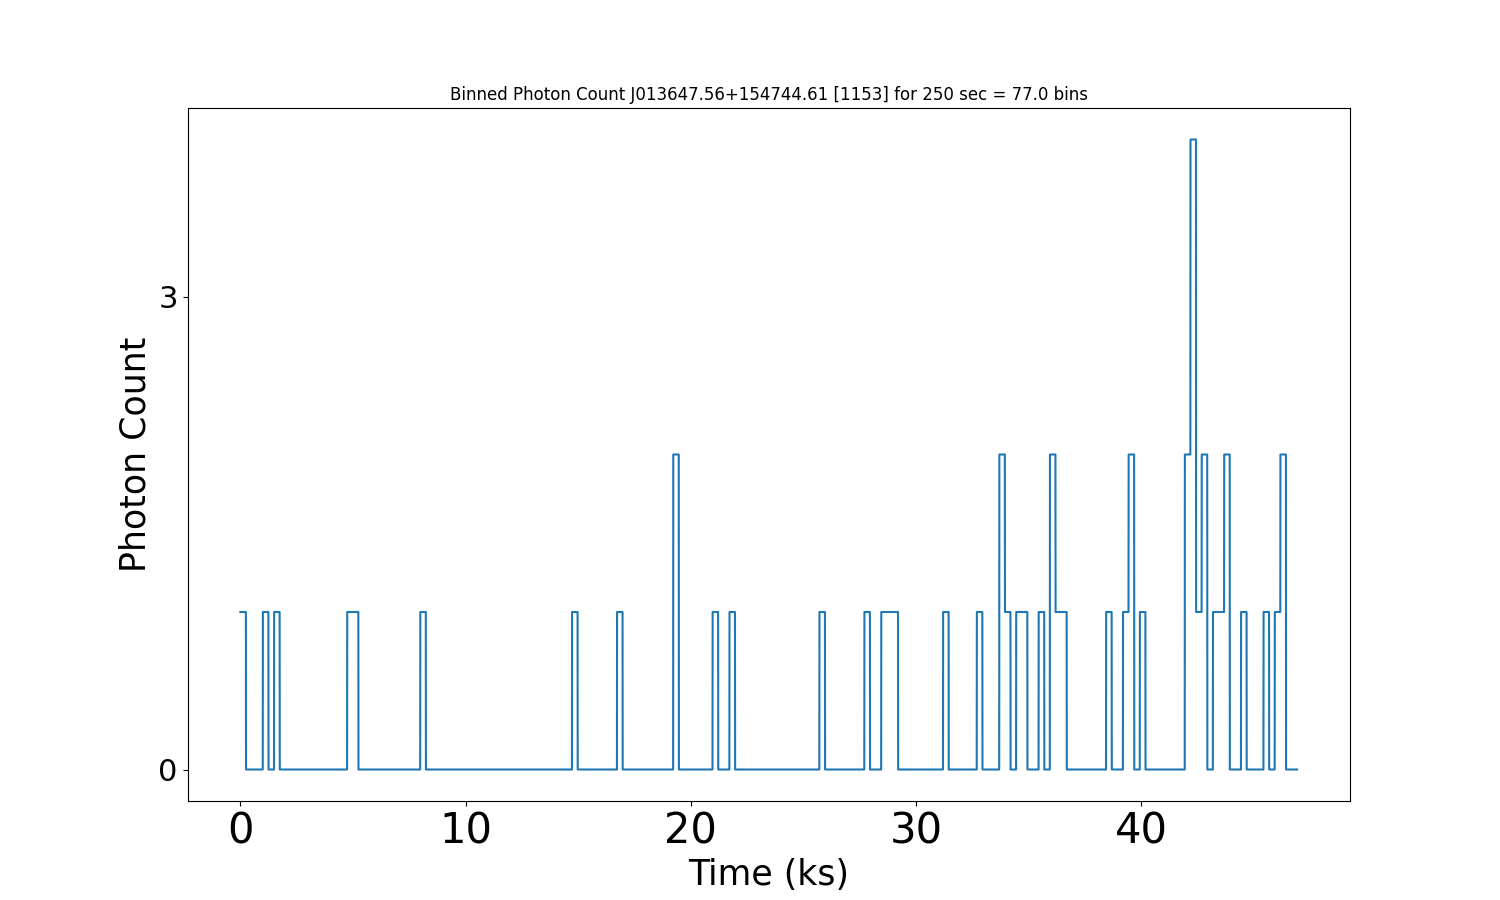 Binned Photon Count J013647.56+154744.61 [1153] for 250 sec = 77.0 bins
3
0
Photon Count
0 10 20 30 40
Time (ks)